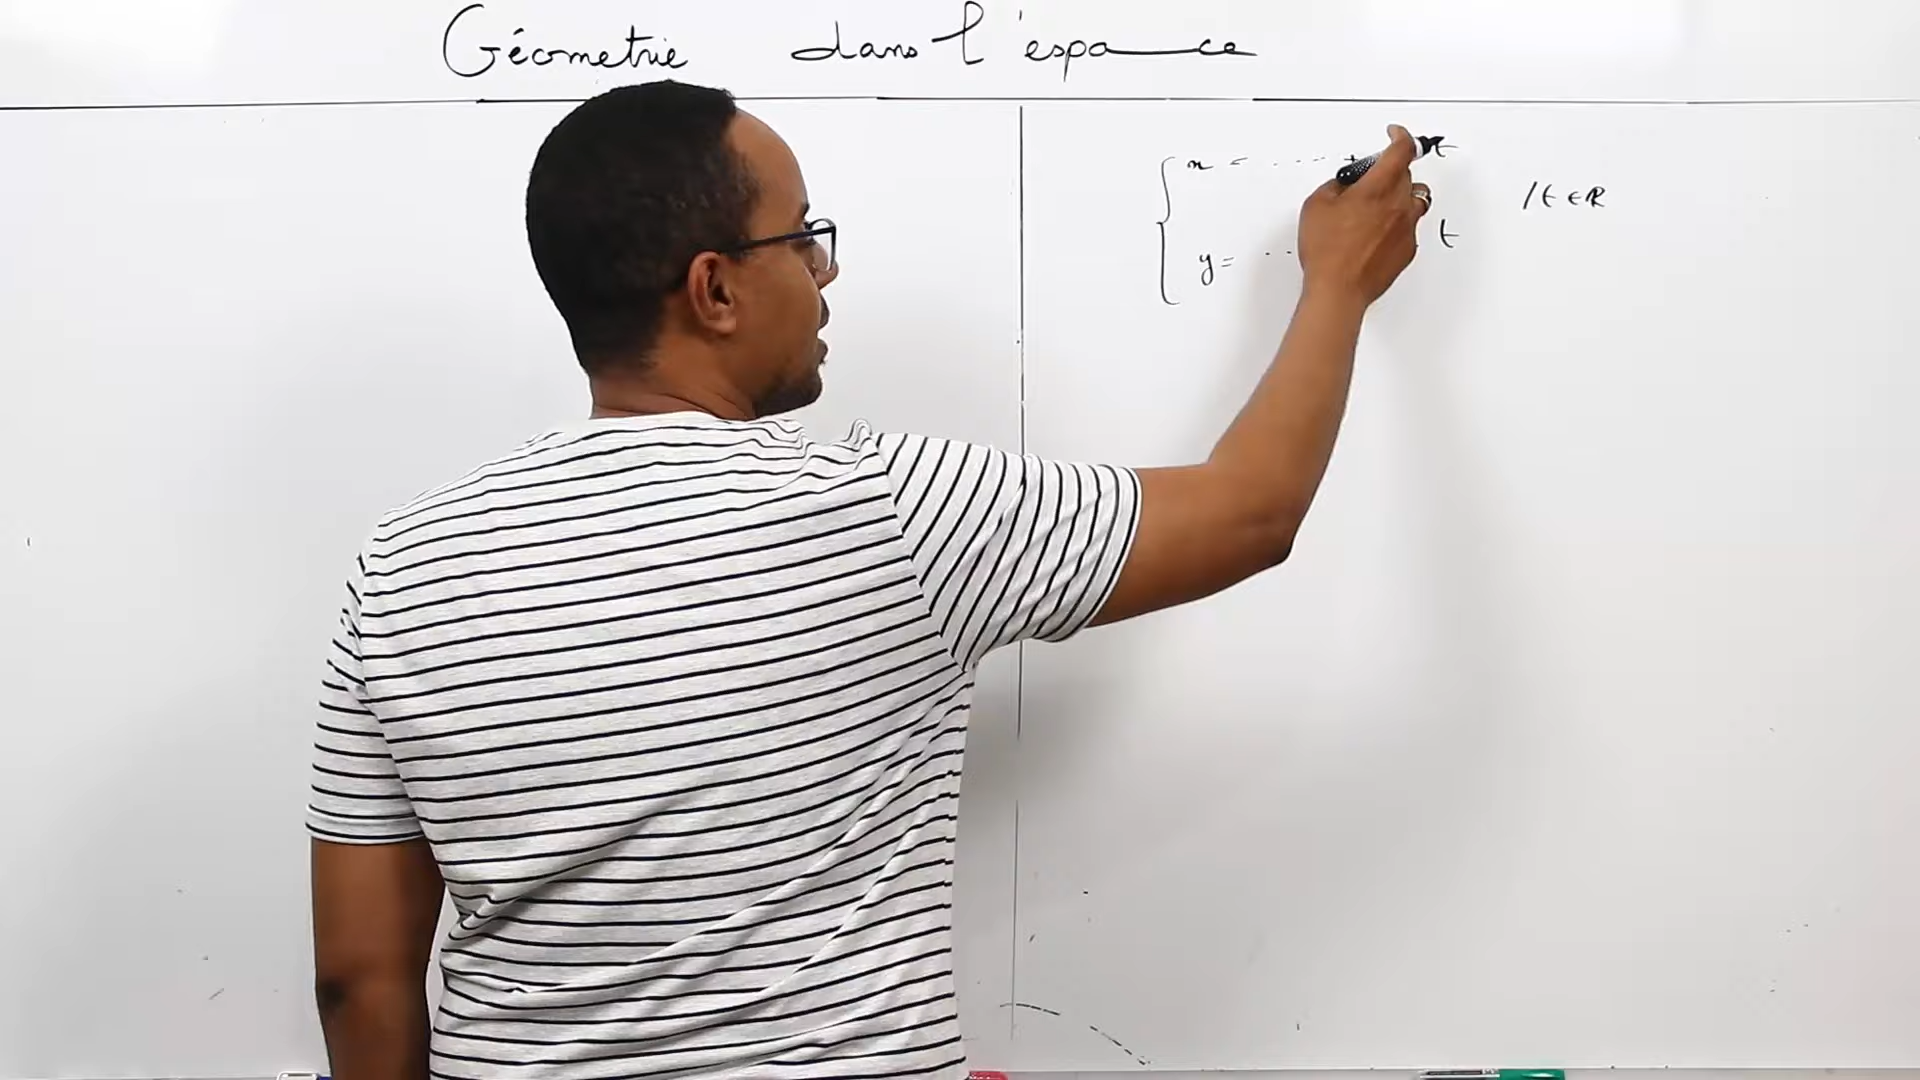 Géometrie dans l'espace
x = .... + t
/ t ∈ ℝ
y = .. t